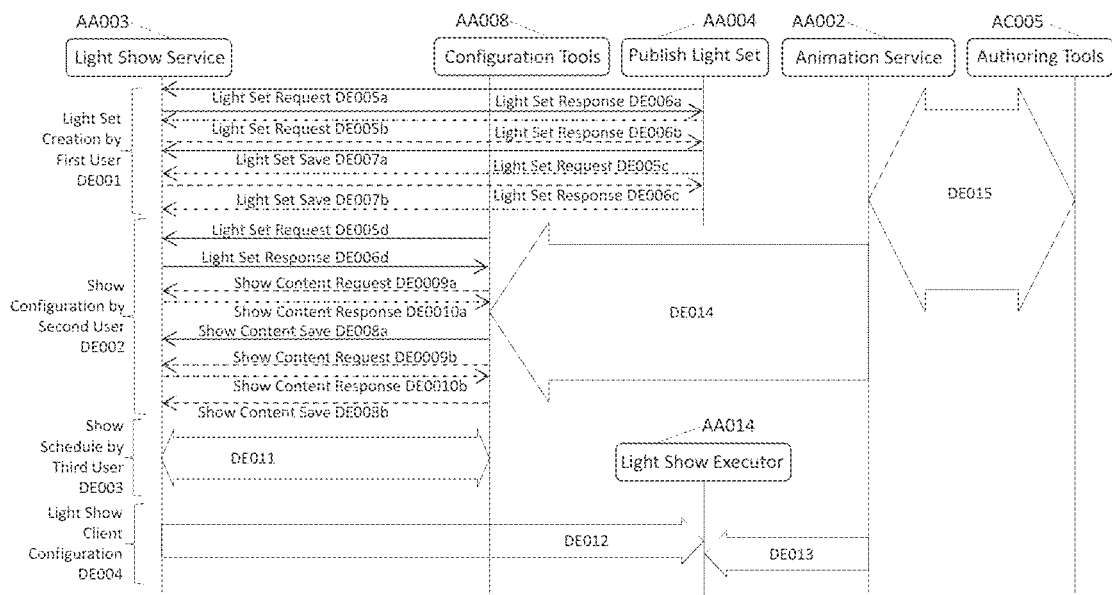 AA003
AA008
AA004
AA002
AC005
Light Show Service
Configuration Tools
Publish Light Set
Animation Service
Authoring Tools
Light Set
Creation by
First User
DE001
Light Set Request DE005a
Light Set Response DE006a
Light Set Request DE005b
Light Set Response DE006b
Light Set Save DE007a
Light Set Request DE005c
Light Set Save DE007b
Light Set Response DE006c
DE015
Show
Configuration by
Second User
DE002
Light Set Request DE005d
Light Set Response DE006d
Show Content Request DE0009a
Show Content Response DE0010a
Show Content Save DE008a
Show Content Request DE0009b
Show Content Response DE0010b
Show Content Save DE008b
DE014
Show
Schedule by
Third User
DE003
DE011
AA014
Light Show Executor
Light Show
Client
Configuration
DE004
DE012
DE013